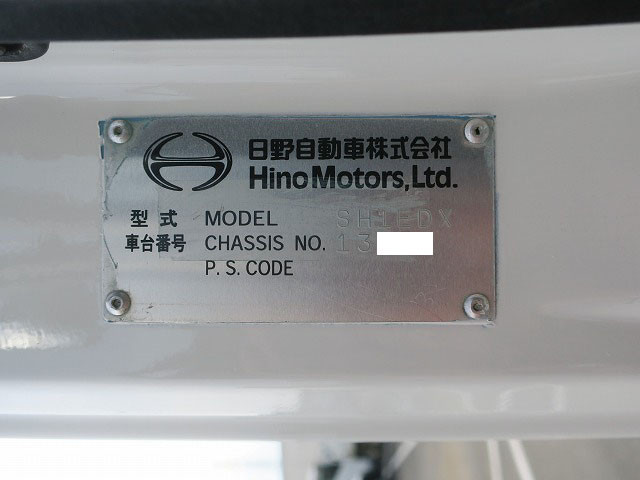 日野自動車株式会社
Hino Motors, Ltd.
型式 MODEL SH1EDX
車台番号 CHASSIS NO. 13
P. S. CODE